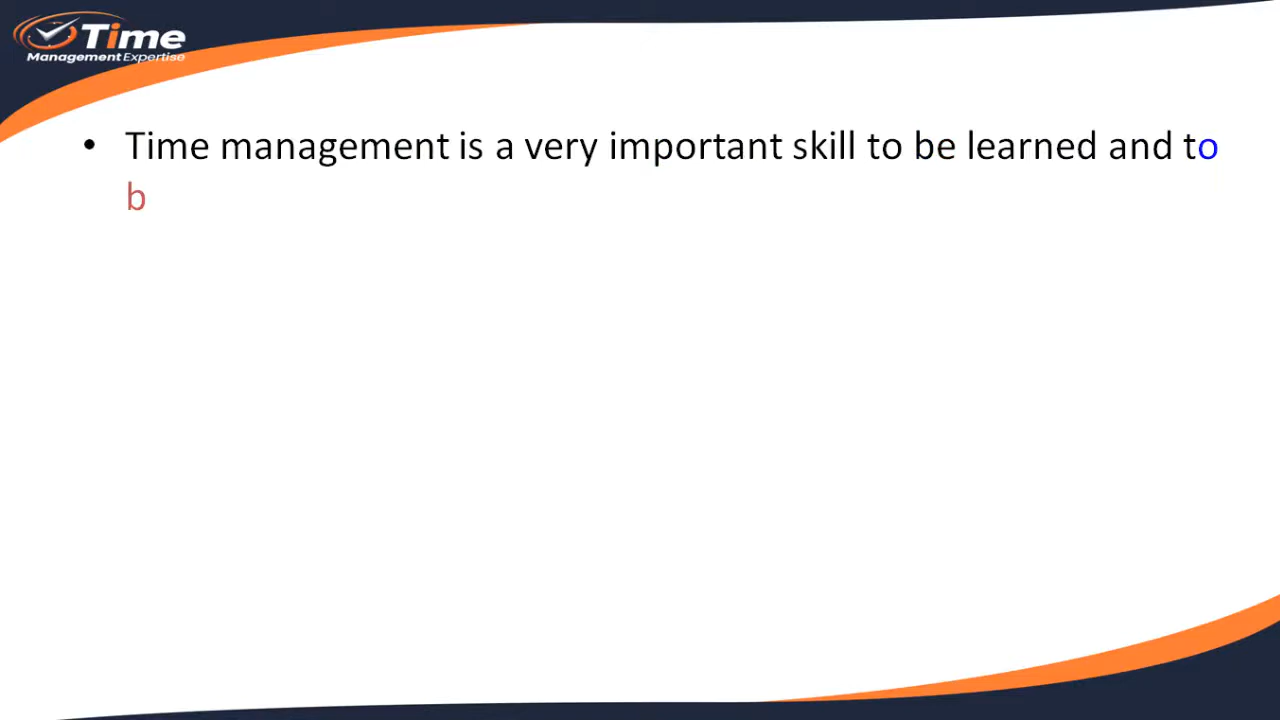 Time
Management Expertise
• Time management is a very important skill to be learned and to
b